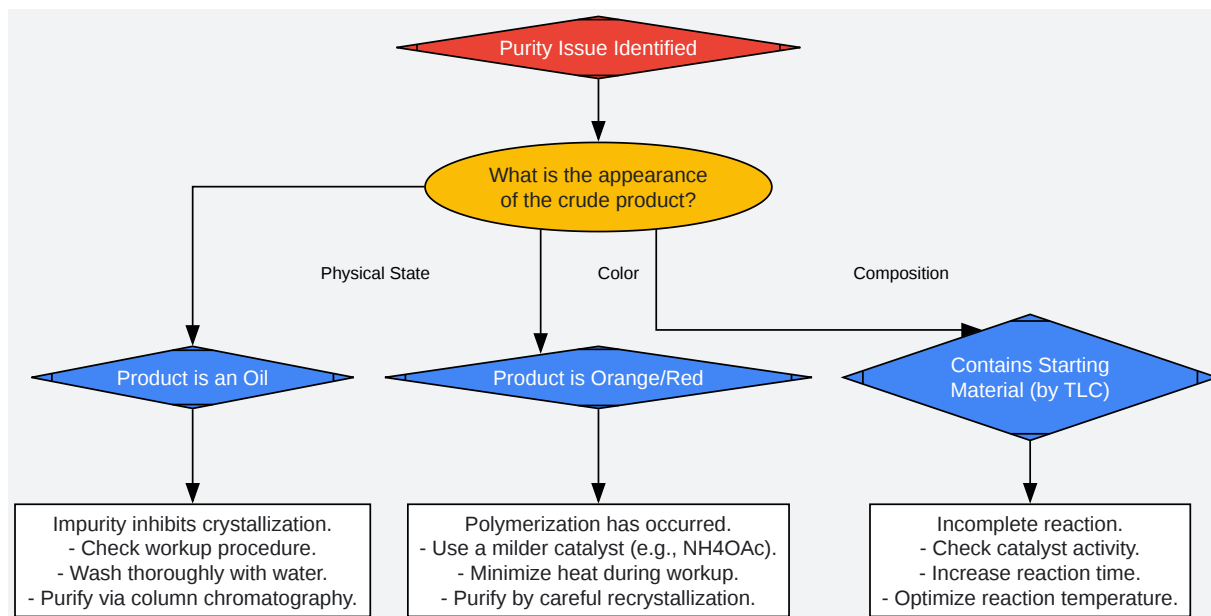 Purity Issue Identified
What is the appearance
of the crude product?
Physical State
Color
Composition
Product is an Oil
Product is Orange/Red
Contains Starting
Material (by TLC)
Impurity inhibits crystallization.
- Check workup procedure.
- Wash thoroughly with water.
- Purify via column chromatography.
Polymerization has occurred.
- Use a milder catalyst (e.g., NH4OAc).
- Minimize heat during workup.
- Purify by careful recrystallization.
Incomplete reaction.
- Check catalyst activity.
- Increase reaction time.
- Optimize reaction temperature.